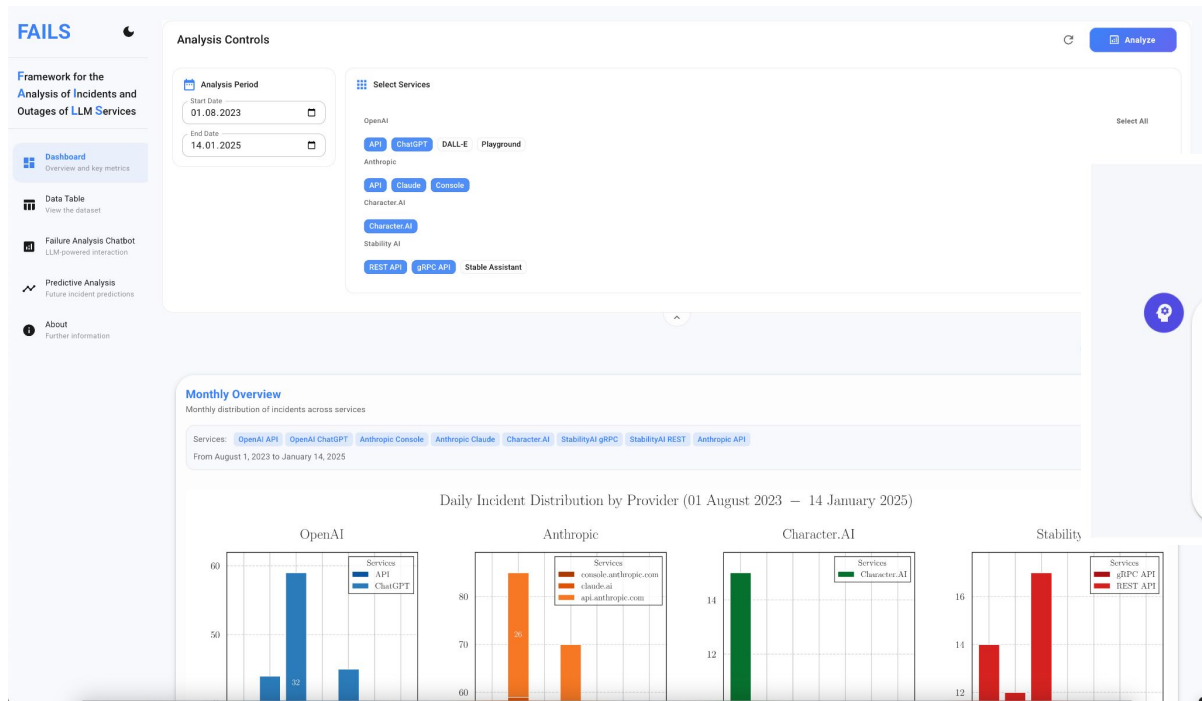 FAILS
Framework for the
Analysis of Incidents and
Outages of LLM Services
Dashboard
Overview and key metrics
Data Table
View the dataset
Failure Analysis Chatbot
LLM-powered interaction
Predictive Analysis
Future incident predictions
About
Further information
Analysis Controls
Analyze
Analysis Period
Start Date
01.08.2023
End Date
14.01.2025
Select Services
OpenAI
Select All
API ChatGPT DALL-E Playground
Anthropic
API Claude Console
Character.AI
Character.AI
Stability AI
REST API gRPC API Stable Assistant
Monthly Overview
Monthly distribution of incidents across services
Services: OpenAI API OpenAI ChatGPT Anthropic Console Anthropic Claude Character.AI StabilityAI gRPC StabilityAI REST Anthropic API
From August 1, 2023 to January 14, 2025
Daily Incident Distribution by Provider (01 August 2023 − 14 January 2025)
OpenAI
60
50
Services
API
ChatGPT
32
Anthropic
80
70
60
Services
console.anthropic.com
claude.ai
api.anthropic.com
26
Character.AI
14
12
Services
Character.AI
Stability
16
14
12
Services
gRPC API
REST API